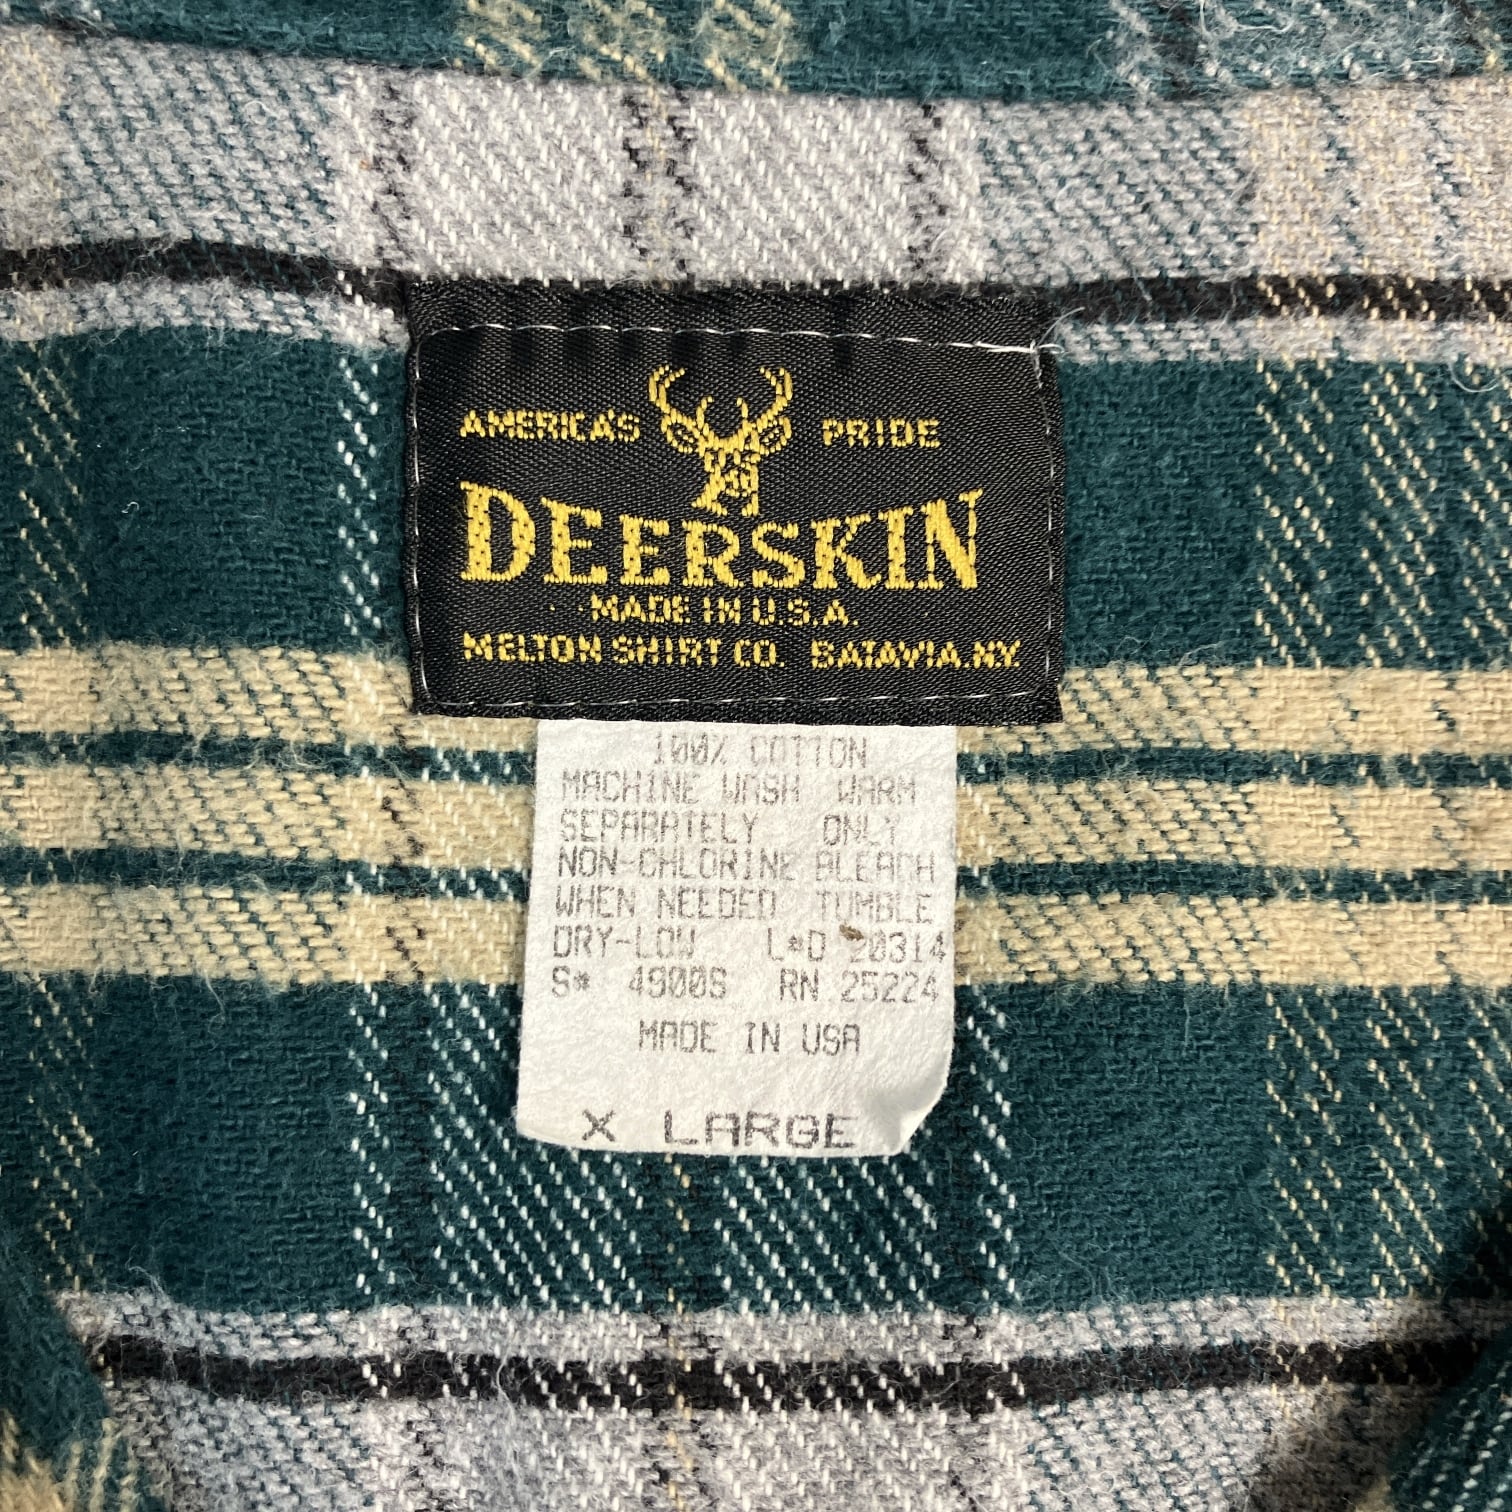 AMERICA'S PRIDE
DEERSKIN
MADE IN U.S.A.
MELTON SHIRT CO. BATAVIA.N.Y.
100% COTTON
MACHINE WASH WARM
SEPARATELY ONLY
NON-CHLORINE BLEACH
WHEN NEEDED TUMBLE
DRY-LOW L#D 20314
S# 4900S RN 25224
MADE IN USA
X LARGE